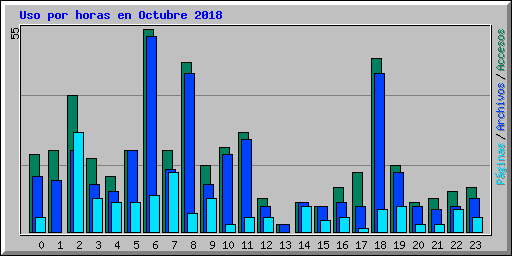 Uso por horas en Octubre 2018
55
Páginas / Archivos / Accesos
0 1 2 3 4 5 6 7 8 9 10 11 12 13 14 15 16 17 18 19 20 21 22 23